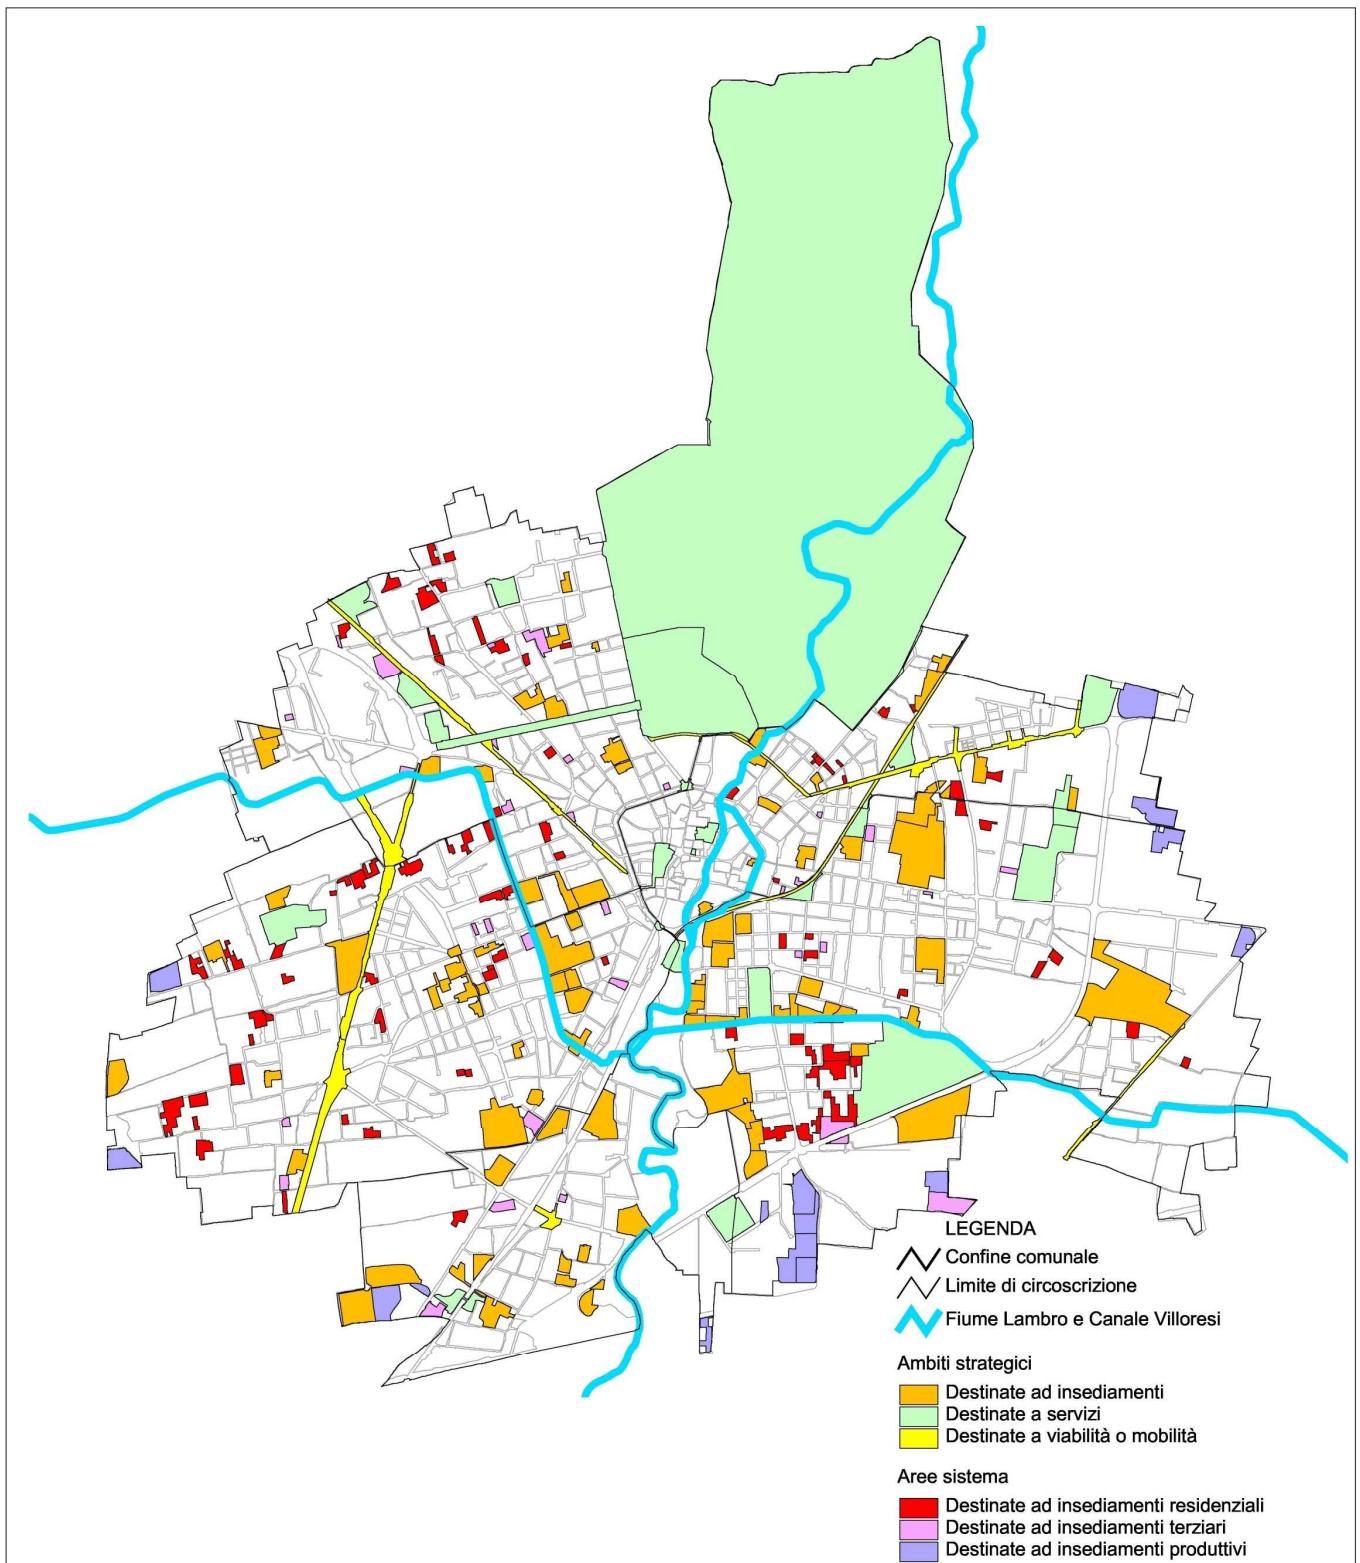 LEGENDA
Confine comunale
Limite di circoscrizione
Fiume Lambro e Canale Villoresi
Ambiti strategici
Destinate ad insediamenti
Destinate a servizi
Destinate a viabilità o mobilità
Aree sistema
Destinate ad insediamenti residenziali
Destinate ad insediamenti terziari
Destinate ad insediamenti produttivi